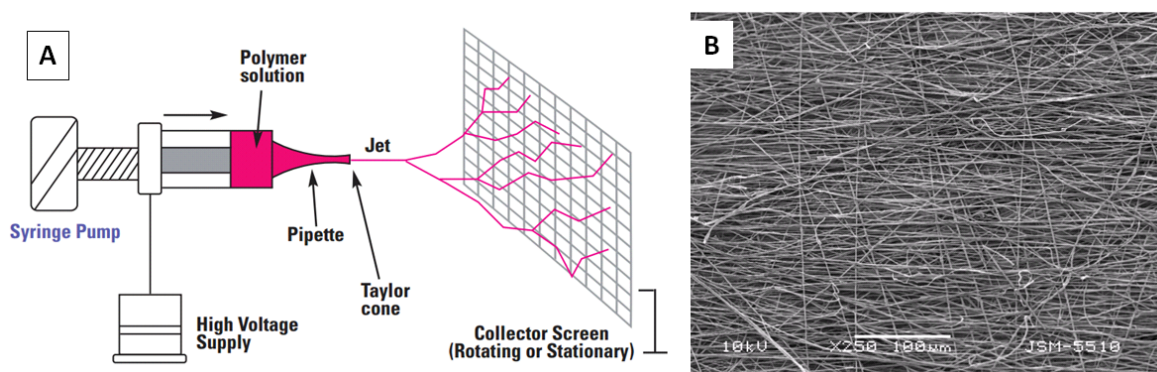 A
Polymer
solution
Jet
Syringe Pump
Pipette
Taylor
cone
High Voltage
Supply
Collector Screen
(Rotating or Stationary)
B
10kV X250 100µm JSM-5510